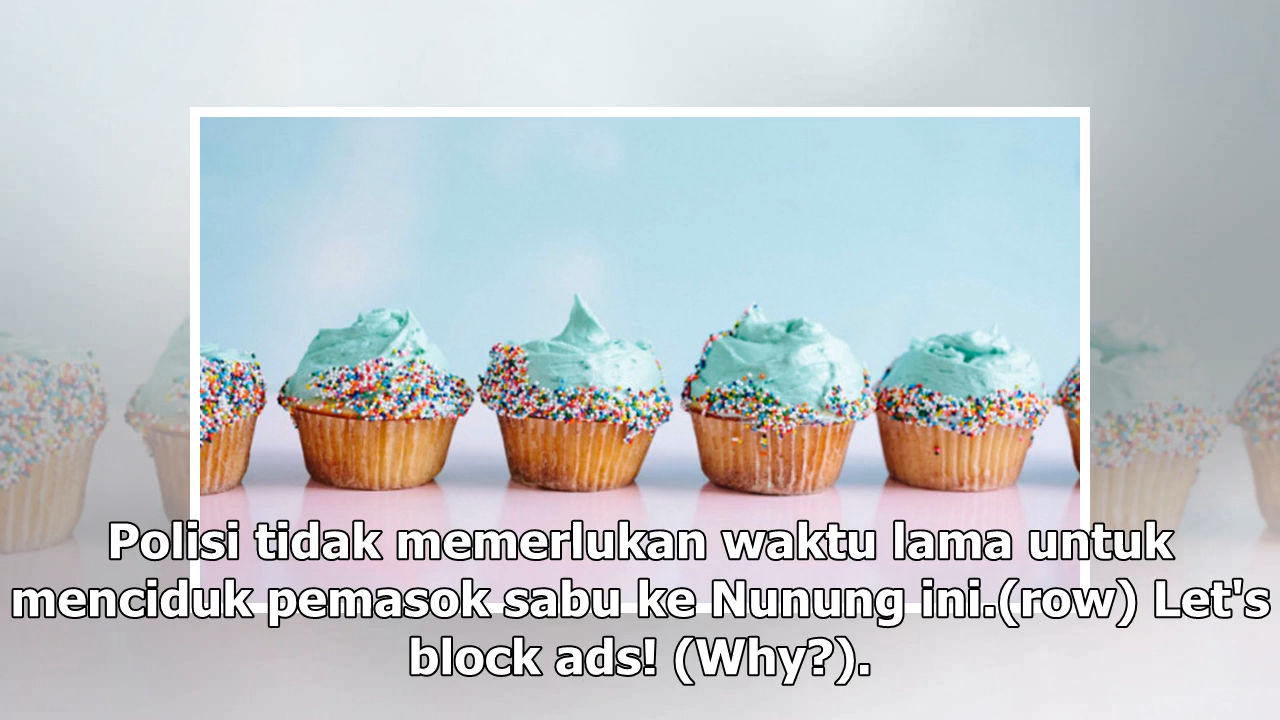 Polisi tidak memerlukan waktu lama untuk
menciduk pemasok sabu ke Nunung ini.(row) Let's
block ads! (Why?).